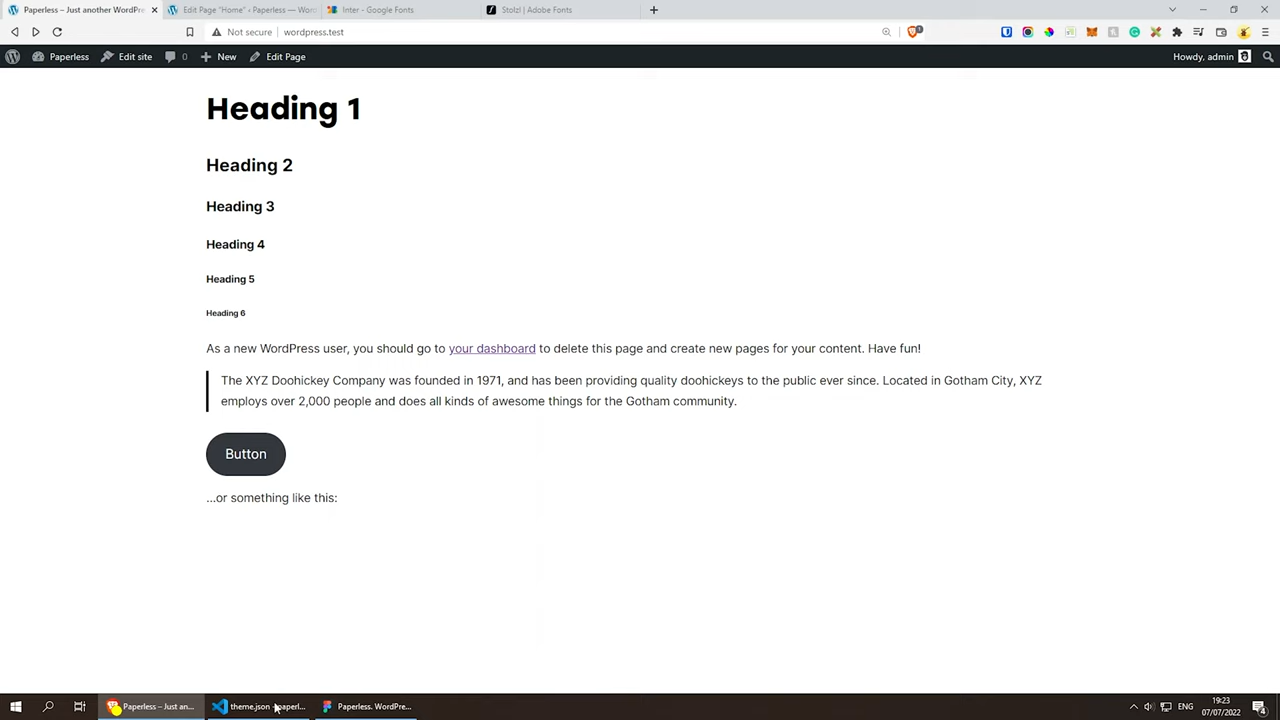 Paperless – Just another WordPre
Edit Page "Home" ‹ Paperless — Wor
Inter - Google Fonts
Stolzl | Adobe Fonts
Not secure
wordpress.test
Paperless
Edit site
0
New
Edit Page
Howdy, admin
Heading 1
Heading 2
Heading 3
Heading 4
Heading 5
Heading 6
As a new WordPress user, you should go to your dashboard to delete this page and create new pages for your content. Have fun!
The XYZ Doohickey Company was founded in 1971, and has been providing quality doohickeys to the public ever since. Located in Gotham City, XYZ
employs over 2,000 people and does all kinds of awesome things for the Gotham community.
Button
...or something like this:
Paperless – Just an...
theme.json - paperl...
Paperless. WordPre...
ENG
19:23
07/07/2022
4